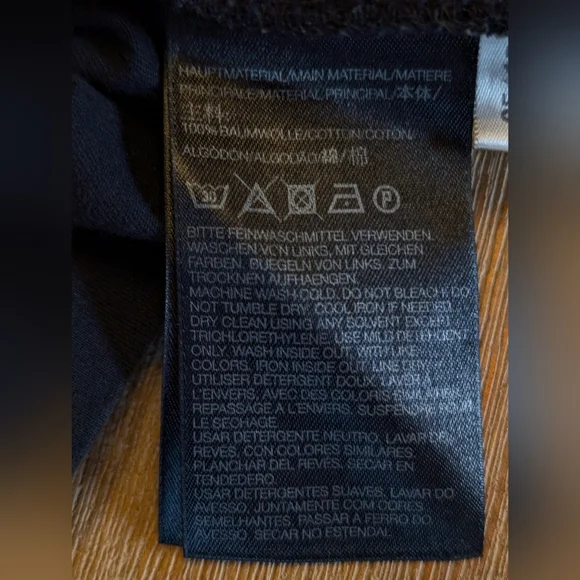 HAUPTMATERIAL/MAIN MATERIAL/MATIERE
PRINCIPALE/MATERIAL PRINCIPAL/本体/
主料:
100% BAUMWOLLE/COTTON/COTON/
ALGODON/ALGODAO/綿/棉
30 P
BITTE FEINWASCHMITTEL VERWENDEN.
WASCHEN VON LINKS, MIT GLEICHEN
FARBEN. BUEGELN VON LINKS. ZUM
TROCKNEN AUFHAENGEN.
MACHINE WASH COLD. DO NOT BLEACH. DO
NOT TUMBLE DRY. COOL IRON IF NEEDED.
DRY CLEAN USING ANY SOLVENT EXCEPT
TRICHLORETHYLENE. USE MILD DETERGENT
ONLY. WASH INSIDE OUT WITH LIKE
COLORS. IRON INSIDE OUT. LINE DRY.
UTILISER DETERGENT DOUX. LAVER A
L'ENVERS, AVEC DES COLORIS SIMILAIRES.
REPASSAGE A L'ENVERS. SUSPENDRE POUR
LE SECHAGE.
USAR DETERGENTE NEUTRO. LAVAR DEL
REVES, CON COLORES SIMILARES.
PLANCHAR DEL REVES. SECAR EN
TENDEDERO.
USAR DETERGENTES SUAVES. LAVAR DO
AVESSO, JUNTAMENTE COM CORES
SEMELHANTES. PASSAR A FERRO DO
AVESSO. SECAR NO ESTENDAL.